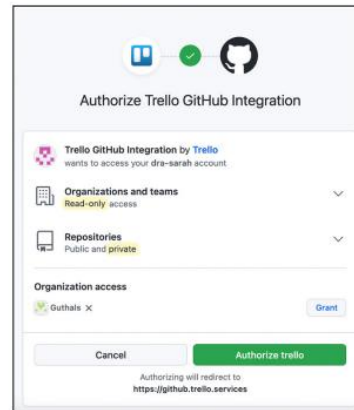 Authorize Trello GitHub Integration
Trello GitHub Integration by Trello
wants to access your dra-sarah account
Organizations and teams
Read-only access
Repositories
Public and private
Organization access
Guthals ×
Grant
Cancel
Authorize trello
Authorizing will redirect to
https://github.trello.services